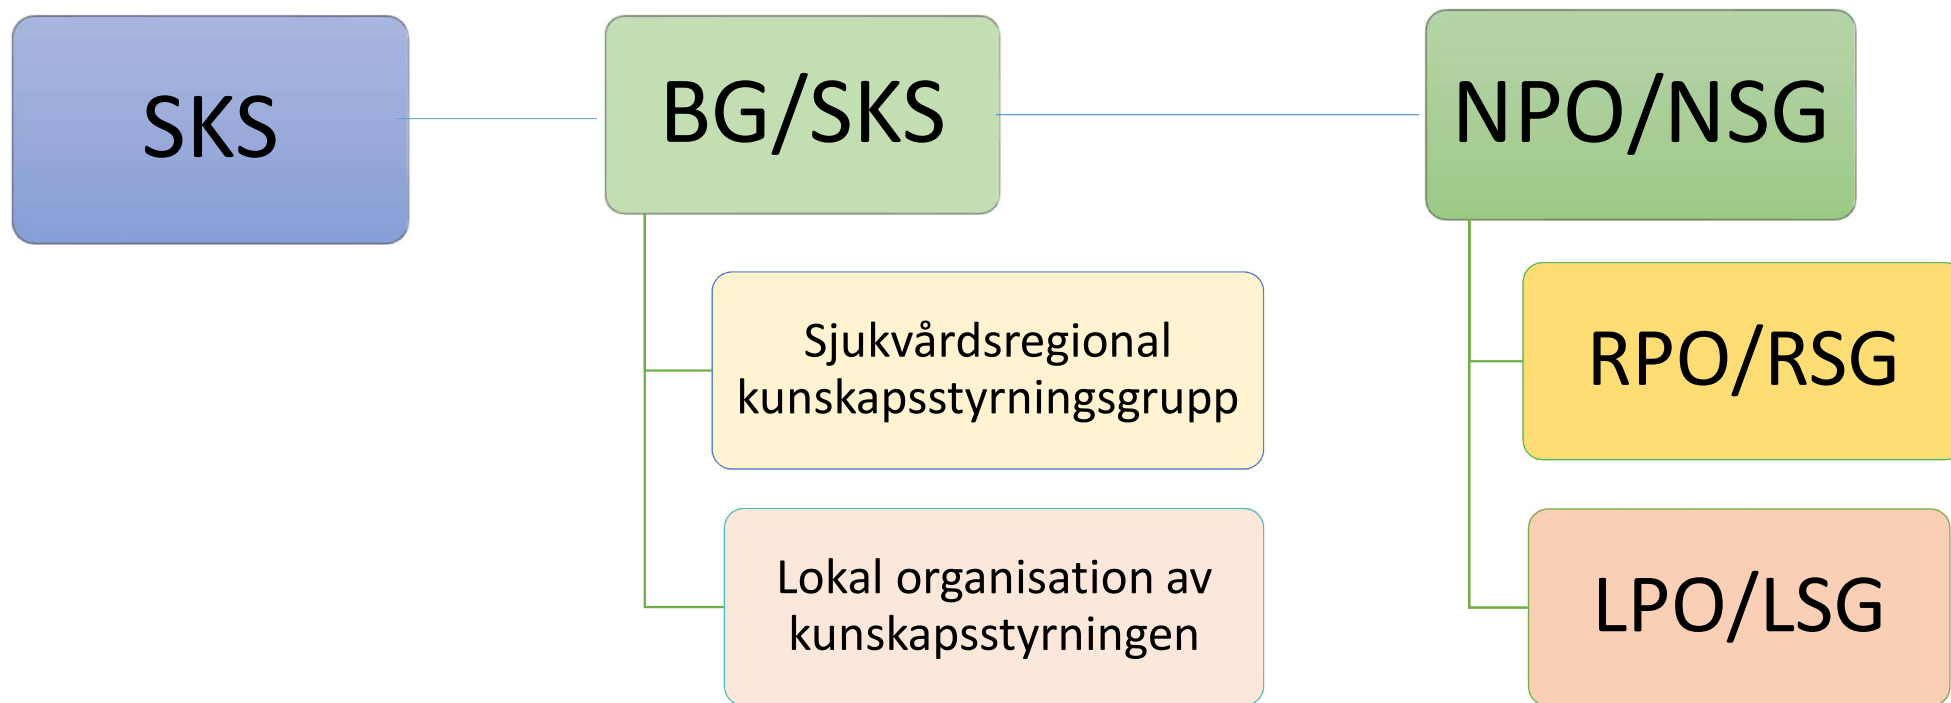 SKS
BG/SKS
NPO/NSG
Sjukvårdsregional
kunskapsstyrningsgrupp
RPO/RSG
Lokal organisation av
kunskapsstyrningen
LPO/LSG